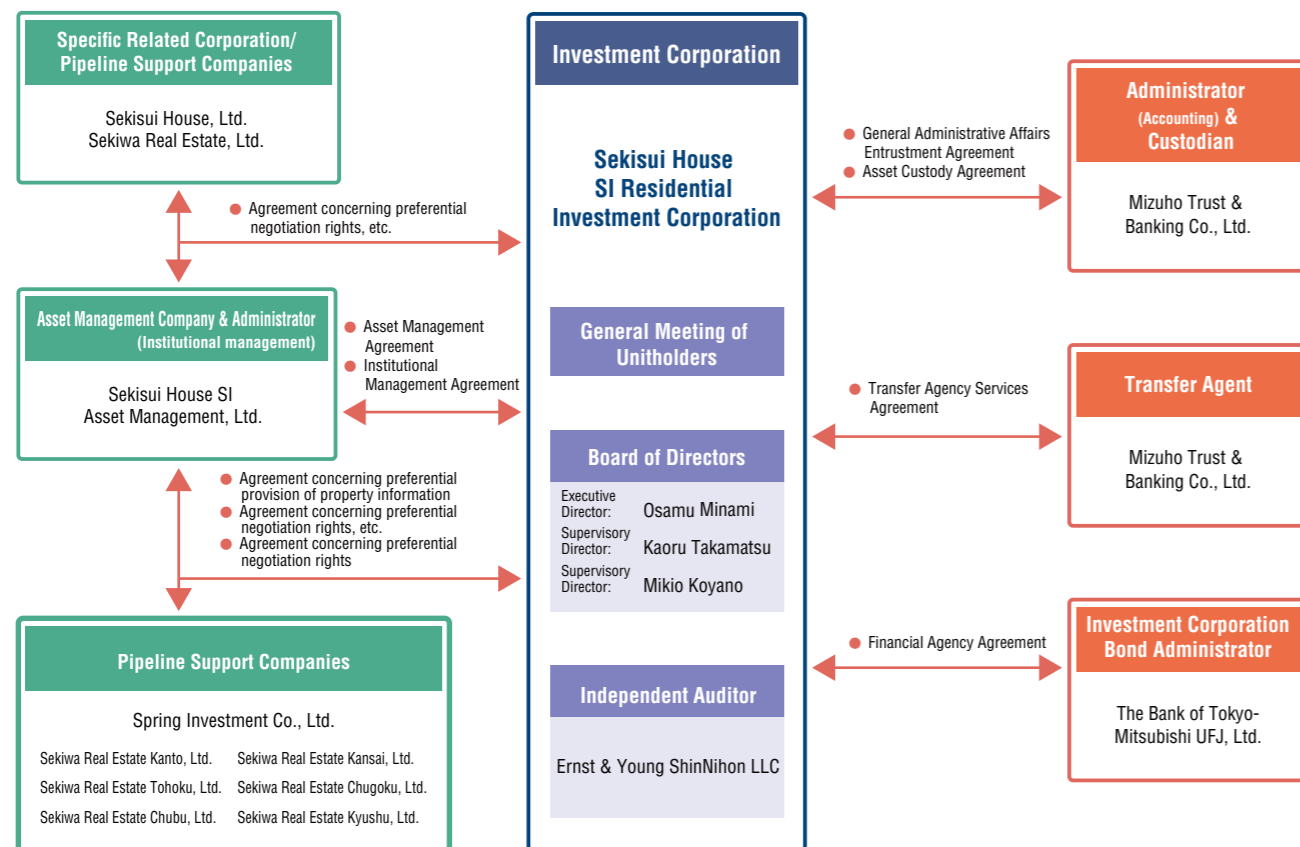 Specific Related Corporation/
Pipeline Support Companies
Sekisui House, Ltd.
Sekiwa Real Estate, Ltd.
Agreement concerning preferential
negotiation rights, etc.
Asset Management Company & Administrator
(Institutional management)
Sekisui House SI
Asset Management, Ltd.
Asset Management
Agreement
Institutional
Management Agreement
Agreement concerning preferential
provision of property information
Agreement concerning preferential
negotiation rights, etc.
Agreement concerning preferential
negotiation rights
Pipeline Support Companies
Spring Investment Co., Ltd.
Sekiwa Real Estate Kanto, Ltd. Sekiwa Real Estate Kansai, Ltd.
Sekiwa Real Estate Tohoku, Ltd. Sekiwa Real Estate Chugoku, Ltd.
Sekiwa Real Estate Chubu, Ltd. Sekiwa Real Estate Kyushu, Ltd.
Investment Corporation
Sekisui House
SI Residential
Investment Corporation
General Meeting of
Unitholders
Board of Directors
Executive
Director: Osamu Minami
Supervisory
Director: Kaoru Takamatsu
Supervisory
Director: Mikio Koyano
Independent Auditor
Ernst & Young ShinNihon LLC
General Administrative Affairs
Entrustment Agreement
Asset Custody Agreement
Administrator
(Accounting) &
Custodian
Mizuho Trust &
Banking Co., Ltd.
Transfer Agency Services
Agreement
Transfer Agent
Mizuho Trust &
Banking Co., Ltd.
Financial Agency Agreement
Investment Corporation
Bond Administrator
The Bank of Tokyo-
Mitsubishi UFJ, Ltd.